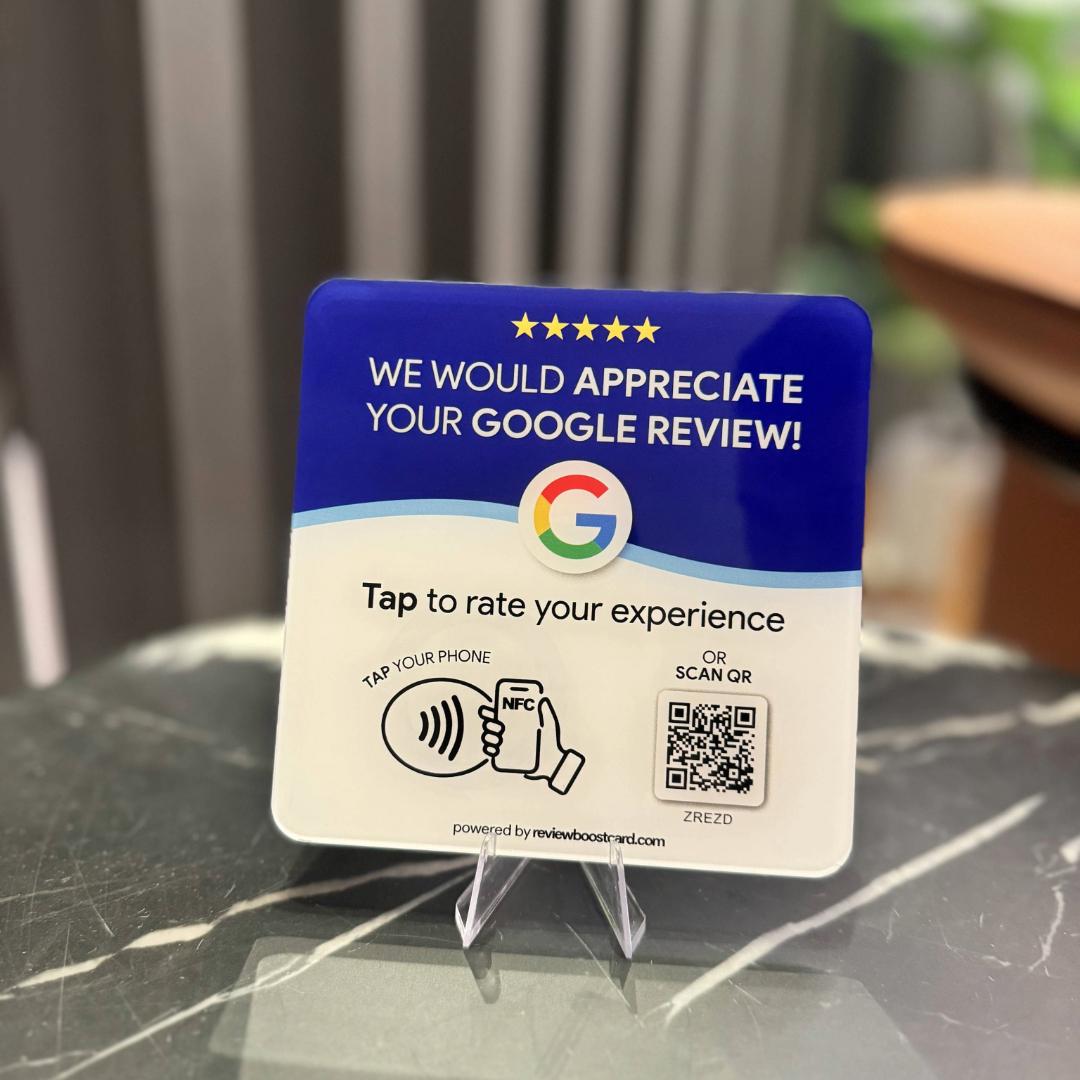 WE WOULD APPRECIATE
YOUR GOOGLE REVIEW!
G
Tap to rate your experience
TAP YOUR PHONE
NFC
OR
SCAN QR
ZREZD
powered by reviewboostcard.com